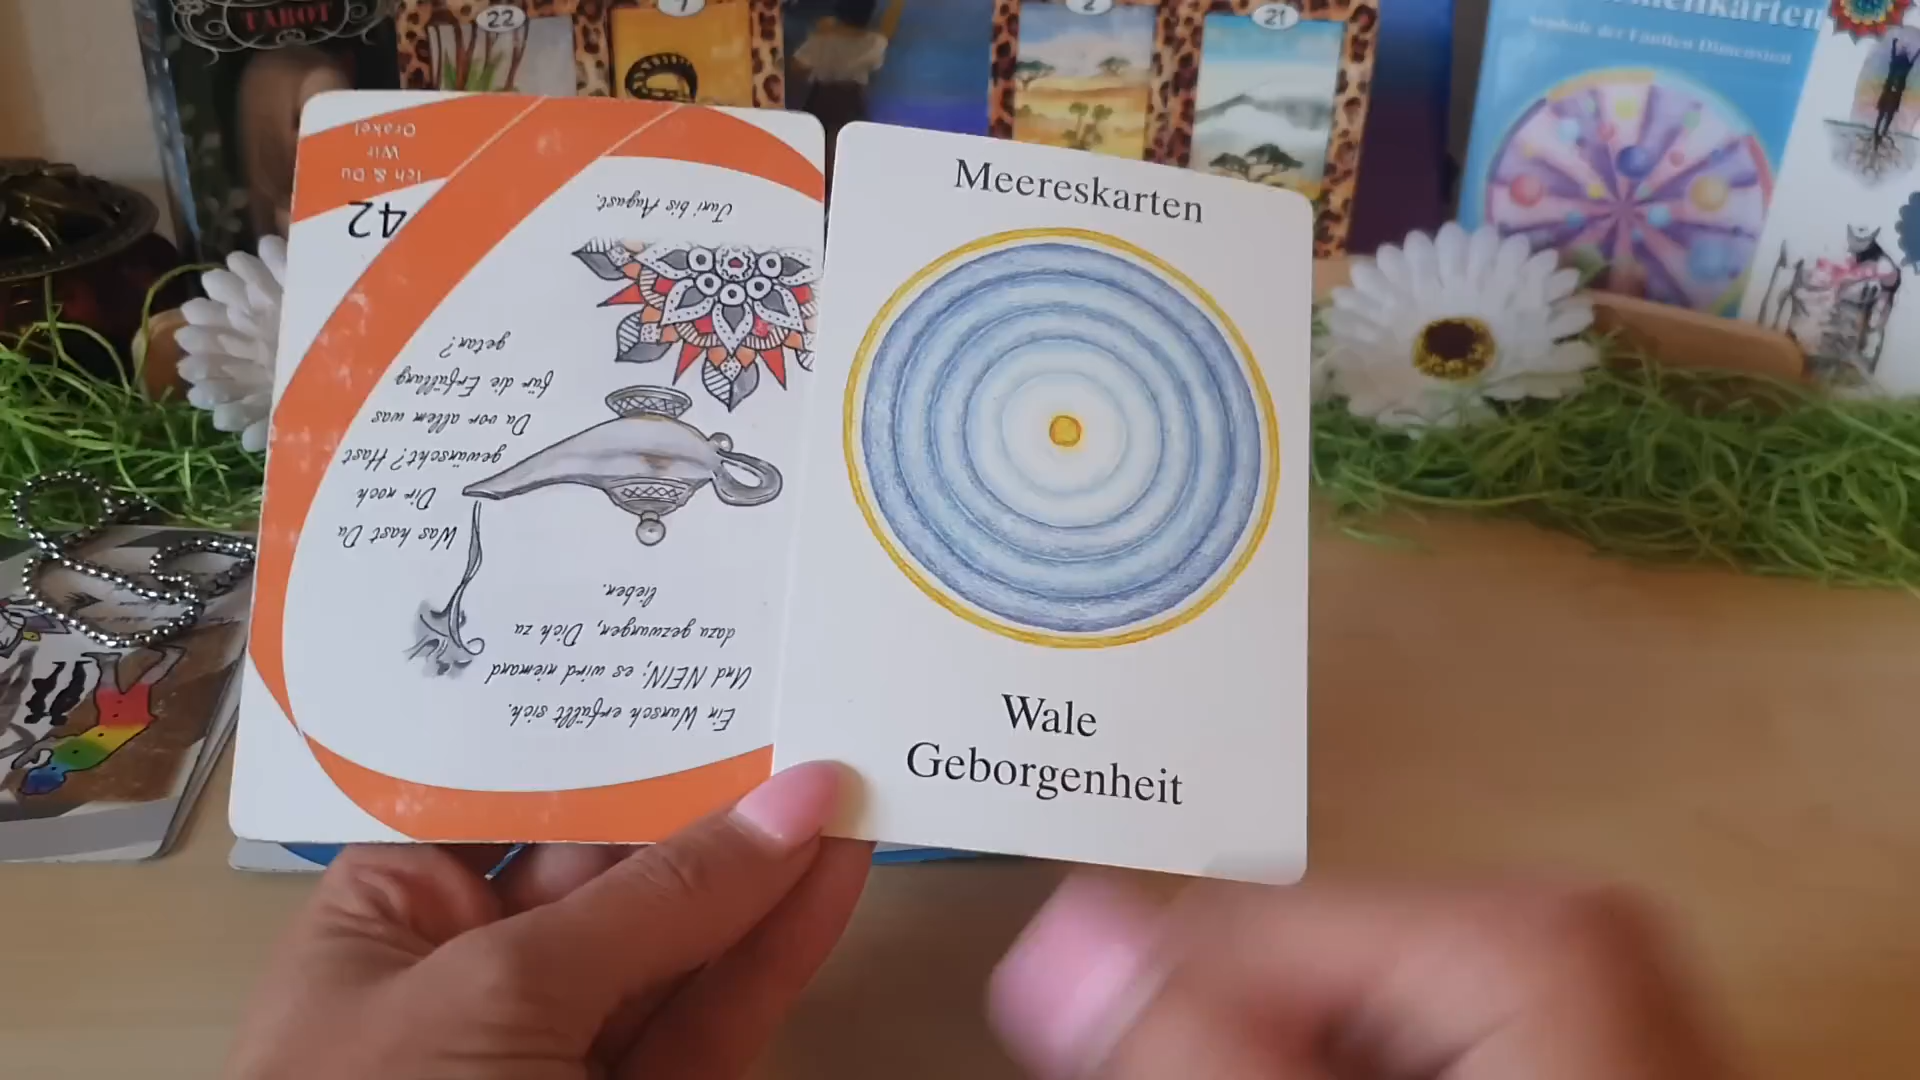 TAROT
22
1
2
21
Symbole der Fünften Dimension
Ich & Du
Wir
Orakel
42
Ein Wunsch erfüllt sich.
Und NEIN, es wird niemand
dazu gezwungen, Dich zu
lieben.
Was hast Du
Dir noch
gewünscht? Hast
Du vor allem was
für die Erfüllung
getan?
Juni bis August.
Meereskarten
Wale
Geborgenheit